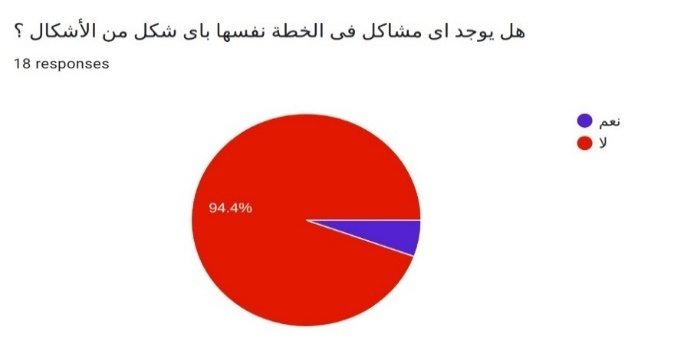 هل يوجد اى مشاكل فى الخطة نفسها باى شكل من الأشكال ؟
18 responses
نعم
لا
94.4%